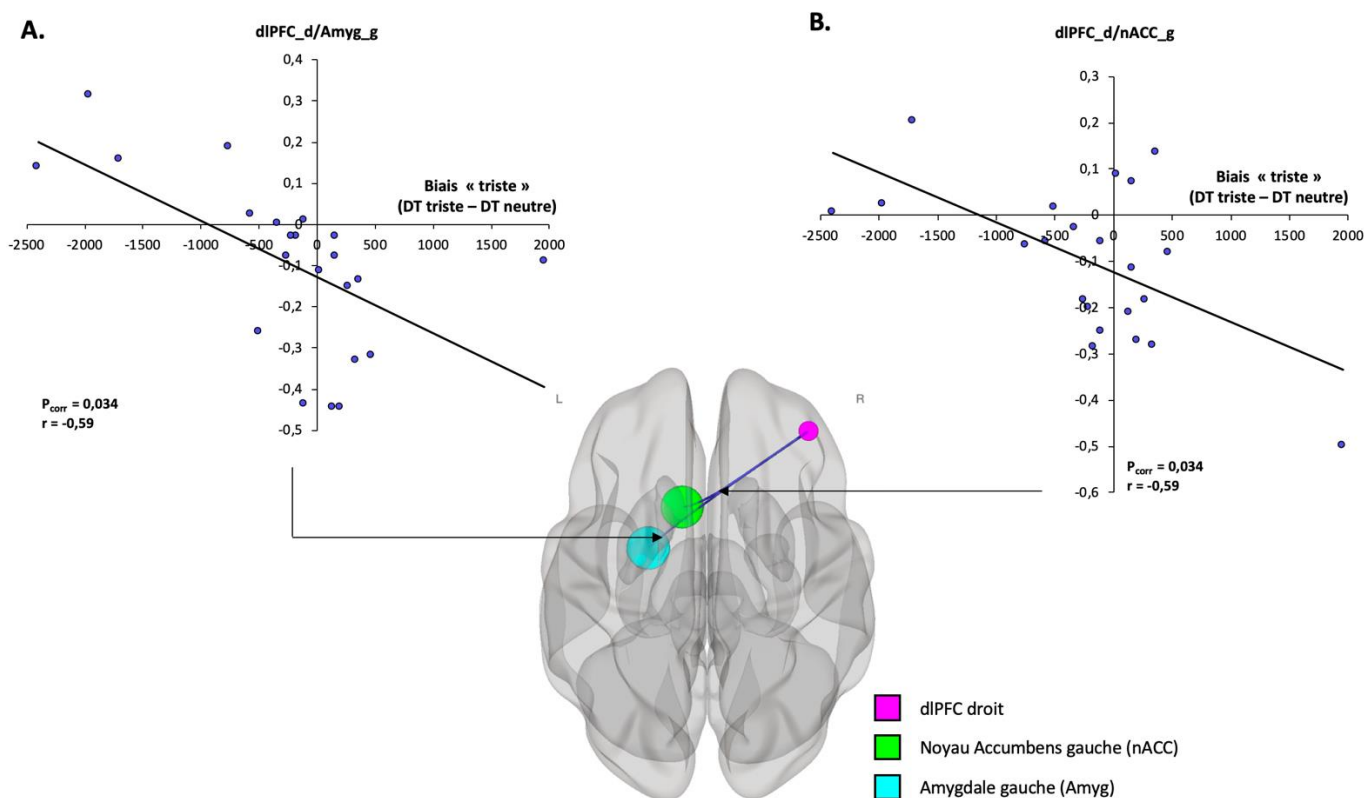 A.
dlPFC_d/Amyg_g
0,4
0,3
0,2
0,1
0
-0,1
-0,2
-0,3
-0,4
-0,5
-2500 -2000 -1500 -1000 -500 0 500 1000 1500 2000
Biais « triste »
(DT triste – DT neutre)
P_corr = 0,034
r = -0,59
B.
dlPFC_d/nACC_g
0,3
0,2
0,1
0
-0,1
-0,2
-0,3
-0,4
-0,5
-0,6
-2500 -2000 -1500 -1000 -500 0 500 1000 1500 2000
Biais « triste »
(DT triste – DT neutre)
P_corr = 0,034
r = -0,59
L
R
dlPFC droit
Noyau Accumbens gauche (nACC)
Amygdale gauche (Amyg)